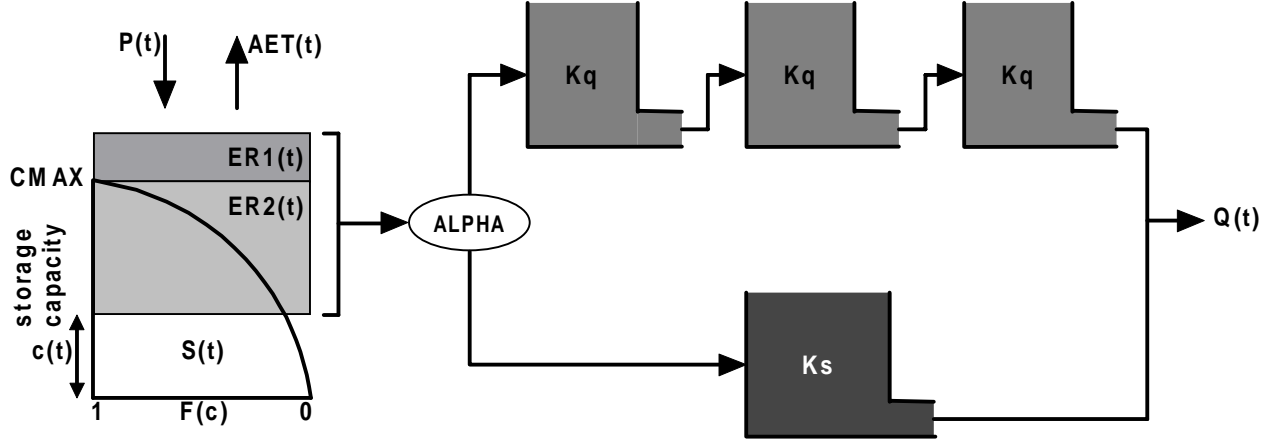 P(t)
AET(t)
ER1(t)
CMAX
ER2(t)
storage
capacity
c(t)
S(t)
1
F(c)
0
ALPHA
Kq
Kq
Kq
Ks
Q(t)